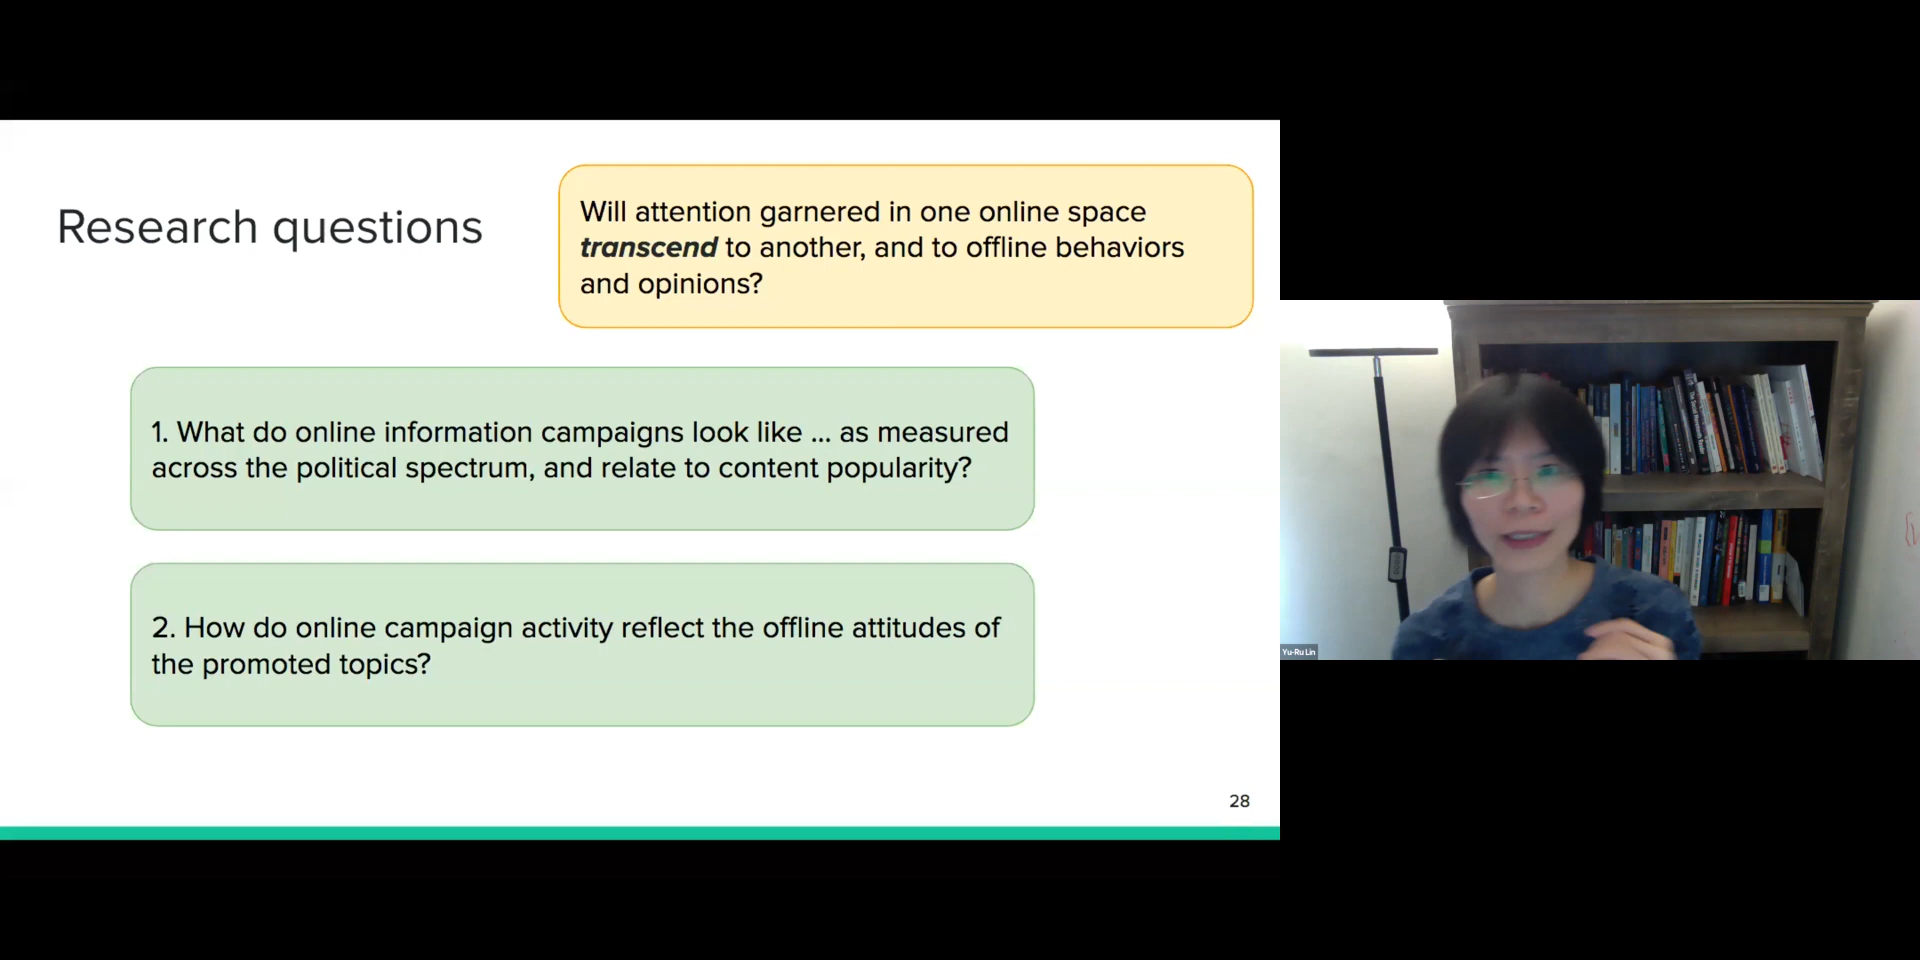 Research questions
Will attention garnered in one online space
transcend to another, and to offline behaviors
and opinions?
1. What do online information campaigns look like ... as measured
across the political spectrum, and relate to content popularity?
2. How do online campaign activity reflect the offline attitudes of
the promoted topics?
28
Yu-Ru Lin